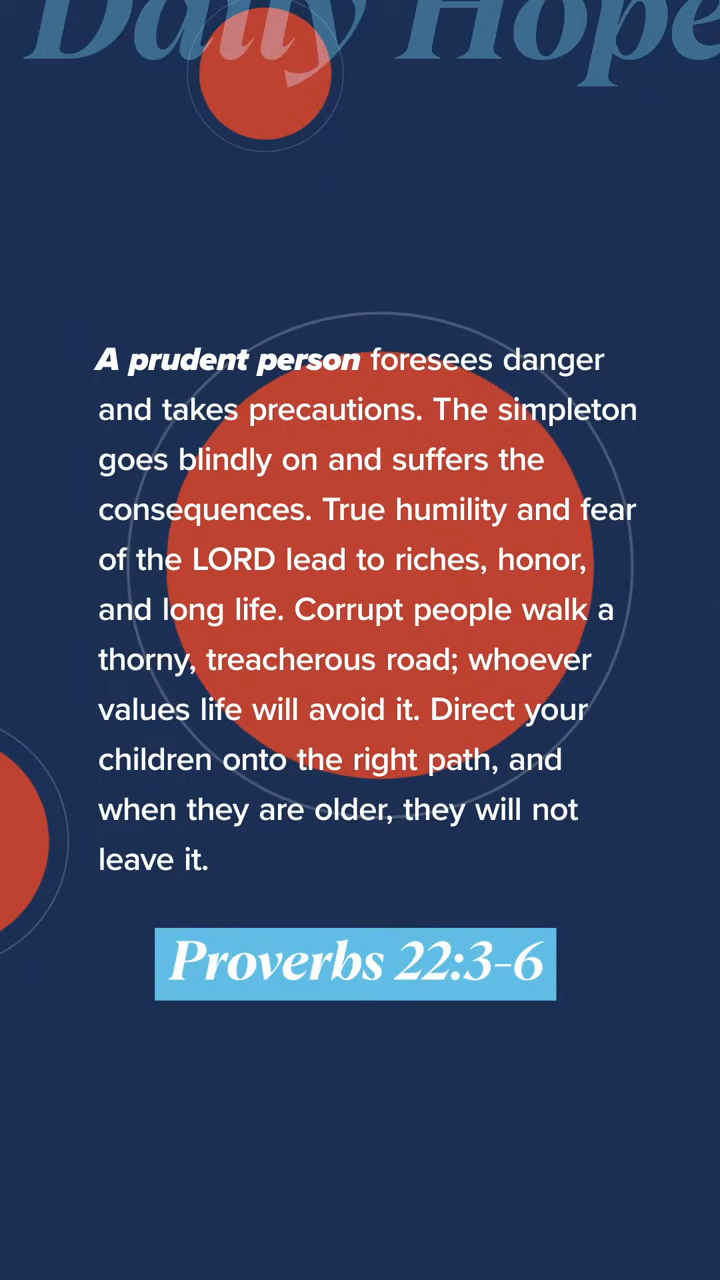 Daily Hope
A prudent person foresees danger
and takes precautions. The simpleton
goes blindly on and suffers the
consequences. True humility and fear
of the LORD lead to riches, honor,
and long life. Corrupt people walk a
thorny, treacherous road; whoever
values life will avoid it. Direct your
children onto the right path, and
when they are older, they will not
leave it.
Proverbs 22:3-6